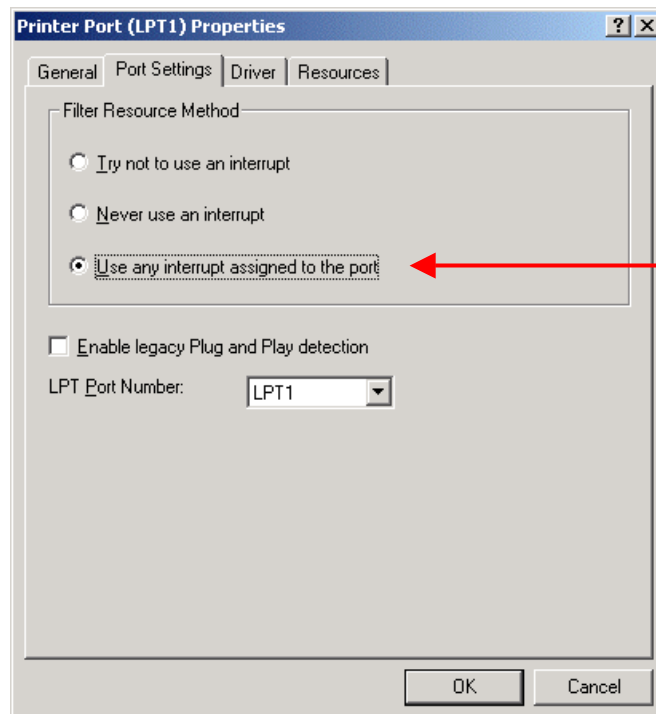 Printer Port (LPT1) Properties
General Port Settings Driver Resources
Filter Resource Method
Try not to use an interrupt
Never use an interrupt
Use any interrupt assigned to the port
Enable legacy Plug and Play detection
LPT Port Number: LPT1
OK Cancel